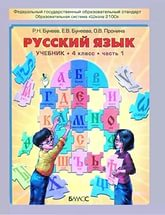 Федеральный государственный образовательный стандарт
Образовательная система «Школа 2100»
Р.Н. Бунеев, Е.В. Бунеева, О.В. Пронина
РУССКИЙ ЯЗЫК
УЧЕБНИК • 4 класс • часть 1
БАЛАСС